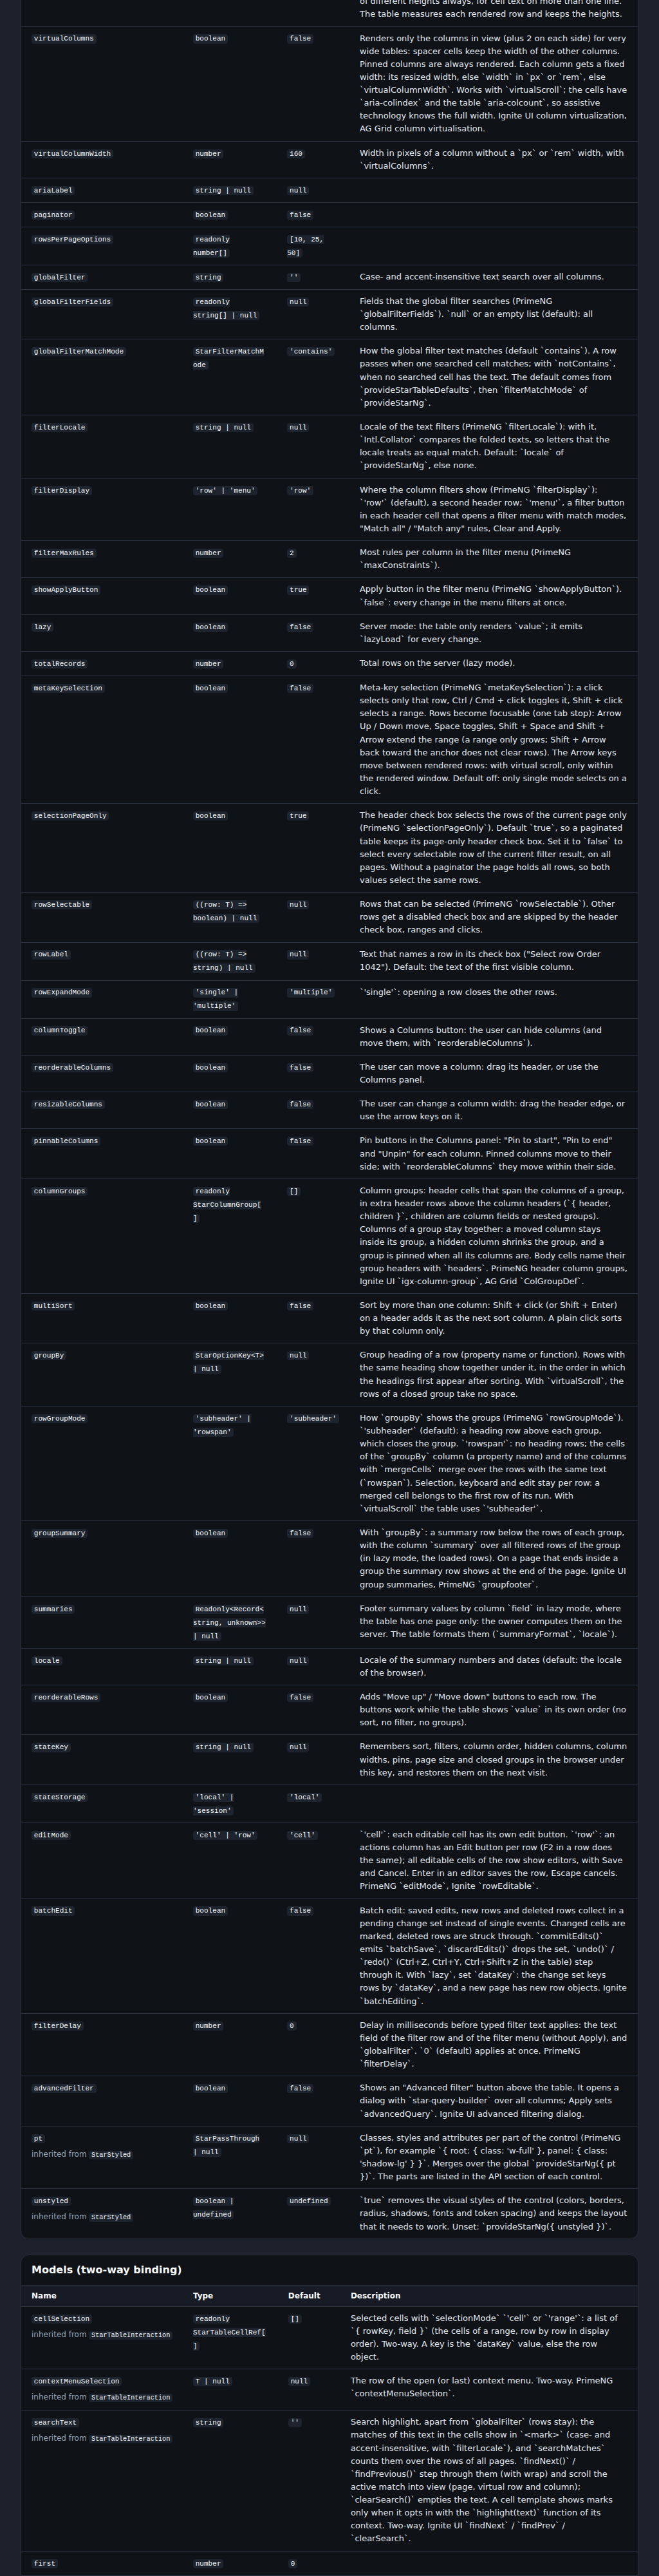 of different heights always, for cell text on more than one line.
The table measures each rendered row and keeps the heights.
virtualColumns boolean false Renders only the columns in view (plus 2 on each side) for very
wide tables: spacer cells keep the width of the other columns.
Pinned columns are always rendered. Each column gets a fixed
width: its resized width, else `width` in `px` or `rem`, else
`virtualColumnWidth`. Works with `virtualScroll`; the cells have
`aria-colindex` and the table `aria-colcount`, so assistive
technology knows the full width. Ignite UI column virtualization,
AG Grid column virtualisation.
virtualColumnWidth number 160 Width in pixels of a column without a `px` or `rem` width, with
`virtualColumns`.
ariaLabel string | null null
paginator boolean false
rowsPerPageOptions readonly [10, 25,
number[] 50]
globalFilter string '' Case- and accent-insensitive text search over all columns.
globalFilterFields readonly null Fields that the global filter searches (PrimeNG
string[] | null `globalFilterFields`). `null` or an empty list (default): all
columns.
globalFilterMatchMode StarFilterMatchM 'contains' How the global filter text matches (default `contains`). A row
ode passes when one searched cell matches; with `notContains`,
when no searched cell has the text. The default comes from
`provideStarTableDefaults`, then `filterMatchMode` of
`provideStarNg`.
filterLocale string | null null Locale of the text filters (PrimeNG `filterLocale`): with it,
`Intl.Collator` compares the folded texts, so letters that the
locale treats as equal match. Default: `locale` of
`provideStarNg`, else none.
filterDisplay 'row' | 'menu' 'row' Where the column filters show (PrimeNG `filterDisplay`):
`'row'` (default), a second header row; `'menu'`, a filter button
in each header cell that opens a filter menu with match modes,
"Match all" / "Match any" rules, Clear and Apply.
filterMaxRules number 2 Most rules per column in the filter menu (PrimeNG
`maxConstraints`).
showApplyButton boolean true Apply button in the filter menu (PrimeNG `showApplyButton`).
`false`: every change in the menu filters at once.
lazy boolean false Server mode: the table only renders `value`; it emits
`lazyLoad` for every change.
totalRecords number 0 Total rows on the server (lazy mode).
metaKeySelection boolean false Meta-key selection (PrimeNG `metaKeySelection`): a click
selects only that row, Ctrl / Cmd + click toggles it, Shift + click
selects a range. Rows become focusable (one tab stop): Arrow
Up / Down move, Space toggles, Shift + Space and Shift +
Arrow extend the range (a range only grows; Shift + Arrow
back toward the anchor does not clear rows). The Arrow keys
move between rendered rows: with virtual scroll, only within
the rendered window. Default off: only single mode selects on a
click.
selectionPageOnly boolean true The header check box selects the rows of the current page only
(PrimeNG `selectionPageOnly`). Default `true`, so a paginated
table keeps its page-only header check box. Set it to `false` to
select every selectable row of the current filter result, on all
pages. Without a paginator the page holds all rows, so both
values select the same rows.
rowSelectable ((row: T) => null Rows that can be selected (PrimeNG `rowSelectable`). Other
boolean) | null rows get a disabled check box and are skipped by the header
check box, ranges and clicks.
rowLabel ((row: T) => null Text that names a row in its check box ("Select row Order
string) | null 1042"). Default: the text of the first visible column.
rowExpandMode 'single' | 'multiple' `'single'`: opening a row closes the other rows.
'multiple'
columnToggle boolean false Shows a Columns button: the user can hide columns (and
move them, with `reorderableColumns`).
reorderableColumns boolean false The user can move a column: drag its header, or use the
Columns panel.
resizableColumns boolean false The user can change a column width: drag the header edge, or
use the arrow keys on it.
pinnableColumns boolean false Pin buttons in the Columns panel: "Pin to start", "Pin to end"
and "Unpin" for each column. Pinned columns move to their
side; with `reorderableColumns` they move within their side.
columnGroups readonly [] Column groups: header cells that span the columns of a group,
StarColumnGroup[ in extra header rows above the column headers (`{ header,
] children }`, children are column fields or nested groups).
Columns of a group stay together: a moved column stays
inside its group, a hidden column shrinks the group, and a
group is pinned when all its columns are. Body cells name their
group headers with `headers`. PrimeNG header column groups,
Ignite UI `igx-column-group`, AG Grid `ColGroupDef`.
multiSort boolean false Sort by more than one column: Shift + click (or Shift + Enter)
on a header adds it as the next sort column. A plain click sorts
by that column only.
groupBy StarOptionKey<T> null Group heading of a row (property name or function). Rows with
| null the same heading show together under it, in the order in which
the headings first appear after sorting. With `virtualScroll`, the
rows of a closed group take no space.
rowGroupMode 'subheader' | 'subheader' How `groupBy` shows the groups (PrimeNG `rowGroupMode`).
'rowspan' `'subheader'` (default): a heading row above each group,
which closes the group. `'rowspan'`: no heading rows; the cells
of the `groupBy` column (a property name) and of the columns
with `mergeCells` merge over the rows with the same text
(`rowspan`). Selection, keyboard and edit stay per row: a
merged cell belongs to the first row of its run. With
`virtualScroll` the table uses `'subheader'`.
groupSummary boolean false With `groupBy`: a summary row below the rows of each group,
with the column `summary` over all filtered rows of the group
(in lazy mode, the loaded rows). On a page that ends inside a
group the summary row shows at the end of the page. Ignite UI
group summaries, PrimeNG `groupfooter`.
summaries Readonly<Record< null Footer summary values by column `field` in lazy mode, where
string, unknown>> the table has one page only: the owner computes them on the
| null server. The table formats them (`summaryFormat`, `locale`).
locale string | null null Locale of the summary numbers and dates (default: the locale
of the browser).
reorderableRows boolean false Adds "Move up" / "Move down" buttons to each row. The
buttons work while the table shows `value` in its own order (no
sort, no filter, no groups).
stateKey string | null null Remembers sort, filters, column order, hidden columns, column
widths, pins, page size and closed groups in the browser under
this key, and restores them on the next visit.
stateStorage 'local' | 'local'
'session'
editMode 'cell' | 'row' 'cell' `'cell'`: each editable cell has its own edit button. `'row'`: an
actions column has an Edit button per row (F2 in a row does
the same); all editable cells of the row show editors, with Save
and Cancel. Enter in an editor saves the row, Escape cancels.
PrimeNG `editMode`, Ignite `rowEditable`.
batchEdit boolean false Batch edit: saved edits, new rows and deleted rows collect in a
pending change set instead of single events. Changed cells are
marked, deleted rows are struck through. `commitEdits()`
emits `batchSave`, `discardEdits()` drops the set, `undo()` /
`redo()` (Ctrl+Z, Ctrl+Y, Ctrl+Shift+Z in the table) step
through it. With `lazy`, set `dataKey`: the change set keys
rows by `dataKey`, and a new page has new row objects. Ignite
`batchEditing`.
filterDelay number 0 Delay in milliseconds before typed filter text applies: the text
field of the filter row and of the filter menu (without Apply), and
`globalFilter`. `0` (default) applies at once. PrimeNG
`filterDelay`.
advancedFilter boolean false Shows an "Advanced filter" button above the table. It opens a
dialog with `star-query-builder` over all columns; Apply sets
`advancedQuery`. Ignite UI advanced filtering dialog.
pt StarPassThrough null Classes, styles and attributes per part of the control (PrimeNG
inherited from StarStyled | null `pt`), for example `{ root: { class: 'w-full' }, panel: { class:
'shadow-lg' } }`. Merges over the global `provideStarNg({ pt
})`. The parts are listed in the API section of each control.
unstyled boolean | undefined `true` removes the visual styles of the control (colors, borders,
inherited from StarStyled undefined radius, shadows, fonts and token spacing) and keeps the layout
that it needs to work. Unset: `provideStarNg({ unstyled })`.
Models (two-way binding)
Name Type Default Description
cellSelection readonly [] Selected cells with `selectionMode` `'cell'` or `'range'`: a list of
inherited from StarTableInteraction StarTableCellRef[ `{ rowKey, field }` (the cells of a range, row by row in display
] order). Two-way. A key is the `dataKey` value, else the row
object.
contextMenuSelection T | null null The row of the open (or last) context menu. Two-way. PrimeNG
inherited from StarTableInteraction `contextMenuSelection`.
searchText string '' Search highlight, apart from `globalFilter` (rows stay): the
inherited from StarTableInteraction matches of this text in the cells show in `<mark>` (case- and
accent-insensitive, with `filterLocale`), and `searchMatches`
counts them over the rows of all pages. `findNext()` /
`findPrevious()` step through them (with wrap) and scroll the
active match into view (page, virtual row and column);
`clearSearch()` empties the text. A cell template shows marks
only when it opts in with the `highlight(text)` function of its
context. Two-way. Ignite UI `findNext` / `findPrev` /
`clearSearch`.
first number 0